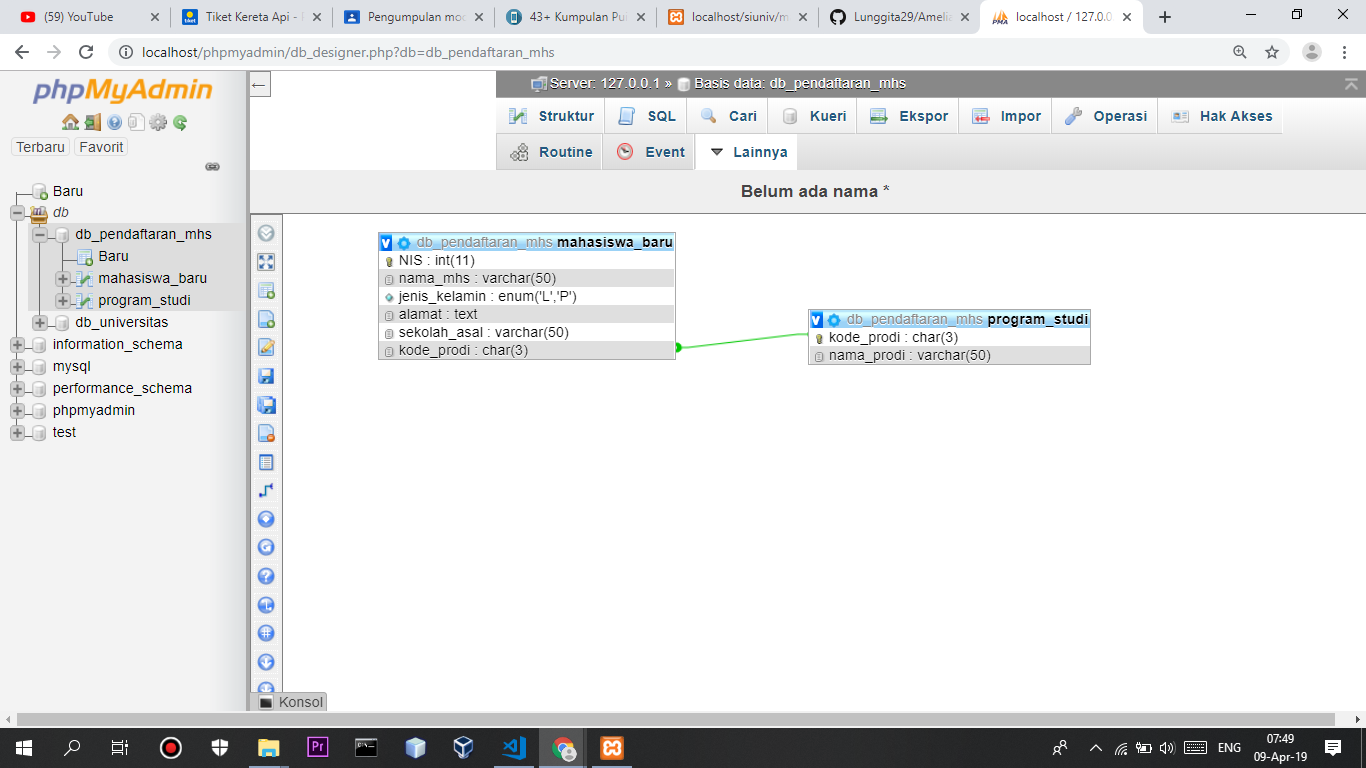 (59) YouTube
Tiket Kereta Api -
Pengumpulan mod
43+ Kumpulan Pui
localhost/siuniv/m
Lunggita29/Amelia
localhost / 127.0.0
localhost/phpmyadmin/db_designer.php?db=db_pendaftaran_mhs
phpMyAdmin
Terbaru Favorit
Baru
db
db_pendaftaran_mhs
Baru
mahasiswa_baru
program_studi
db_universitas
information_schema
mysql
performance_schema
phpmyadmin
test
Server: 127.0.0.1 » Basis data: db_pendaftaran_mhs
Struktur SQL Cari Kueri Ekspor Impor Operasi Hak Akses
Routine Event Lainnya
Belum ada nama *
db_pendaftaran_mhs mahasiswa_baru
NIS : int(11)
nama_mhs : varchar(50)
jenis_kelamin : enum('L','P')
alamat : text
sekolah_asal : varchar(50)
kode_prodi : char(3)
db_pendaftaran_mhs program_studi
kode_prodi : char(3)
nama_prodi : varchar(50)
Konsol
ENG
07:49
09-Apr-19